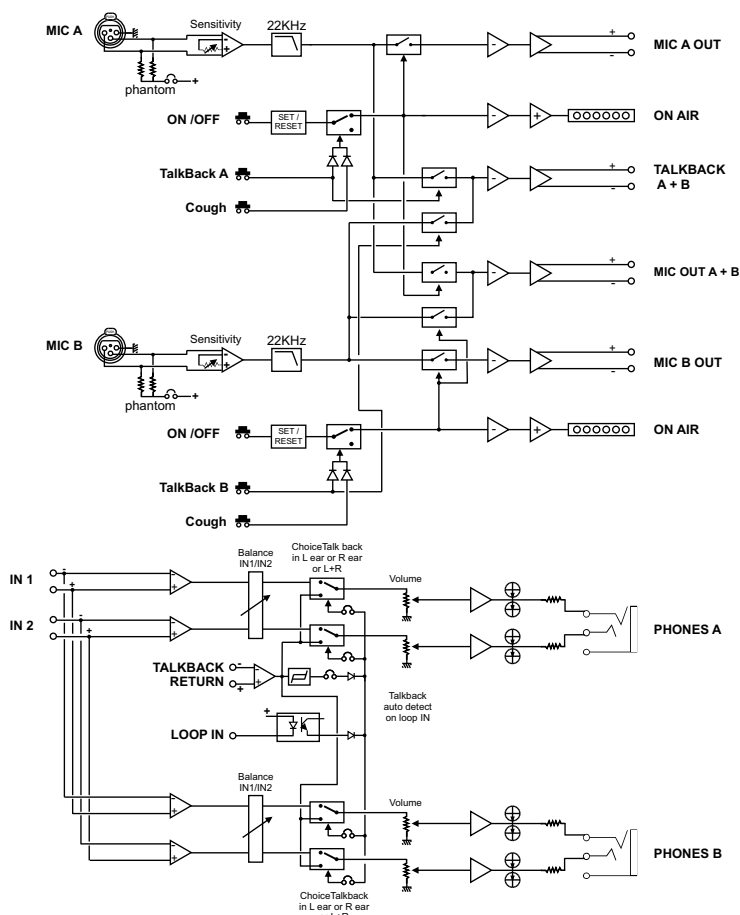 MIC A
Sensitivity
22KHz
+
-
MIC A OUT
phantom
+
ON /OFF
SET /
RESET
ON AIR
TalkBack A
+
-
TALKBACK
A + B
Cough
+
-
MIC OUT A + B
MIC B
Sensitivity
22KHz
+
-
MIC B OUT
phantom
+
ON /OFF
SET /
RESET
ON AIR
TalkBack B
Cough
IN 1
-
+
Balance
IN1/IN2
ChoiceTalk back
in L ear or R ear
or L+R
Volume
IN 2
-
+
PHONES A
TALKBACK
RETURN
-
+
Talkback
auto detect
on loop IN
LOOP IN
+
Balance
IN1/IN2
Volume
PHONES B
ChoiceTalkback
in L ear or R ear